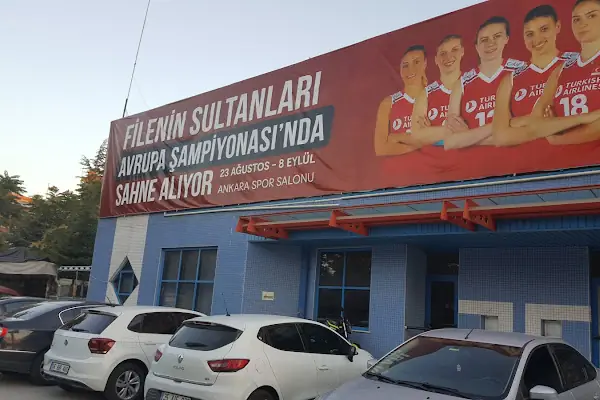 FİLENİN SULTANLARI
AVRUPA ŞAMPİYONASI'NDA
SAHNE ALIYOR
23 AĞUSTOS - 8 EYLÜL
ANKARA SPOR SALONU
TURKISH
AIRLINES
18